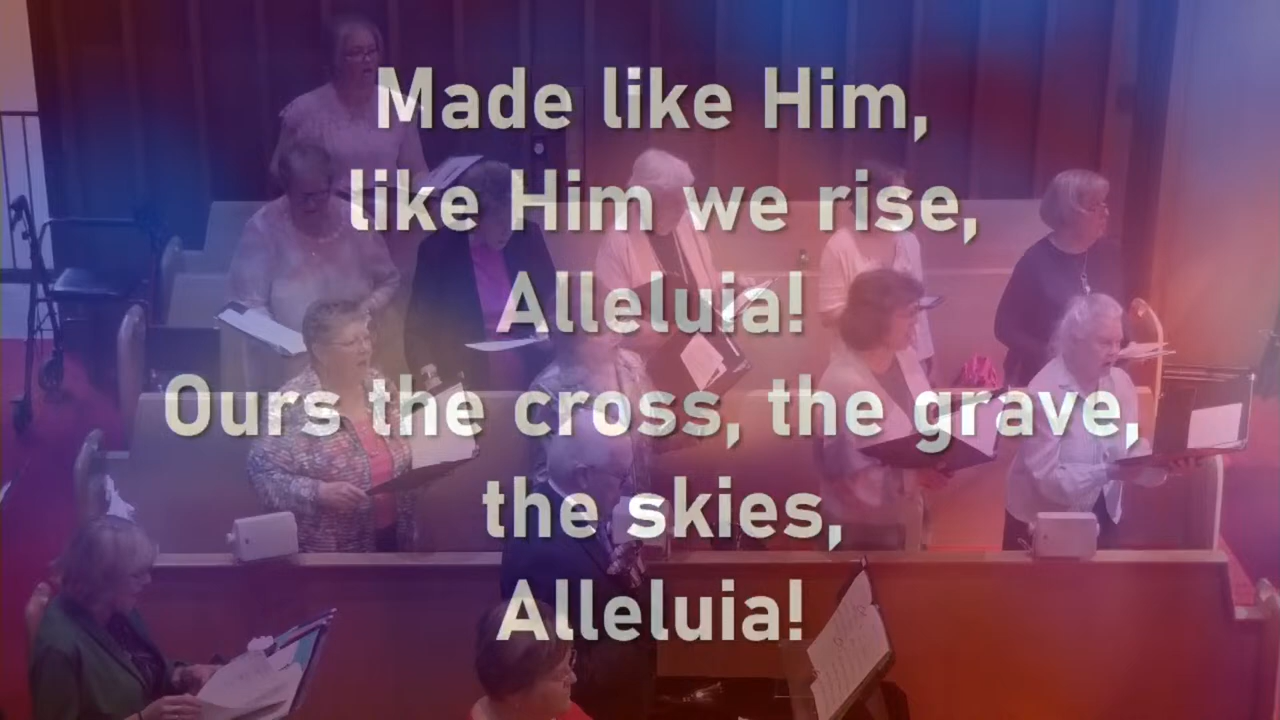 Made like Him,
like Him we rise,
Alleluia!
Ours the cross, the grave,
the skies,
Alleluia!